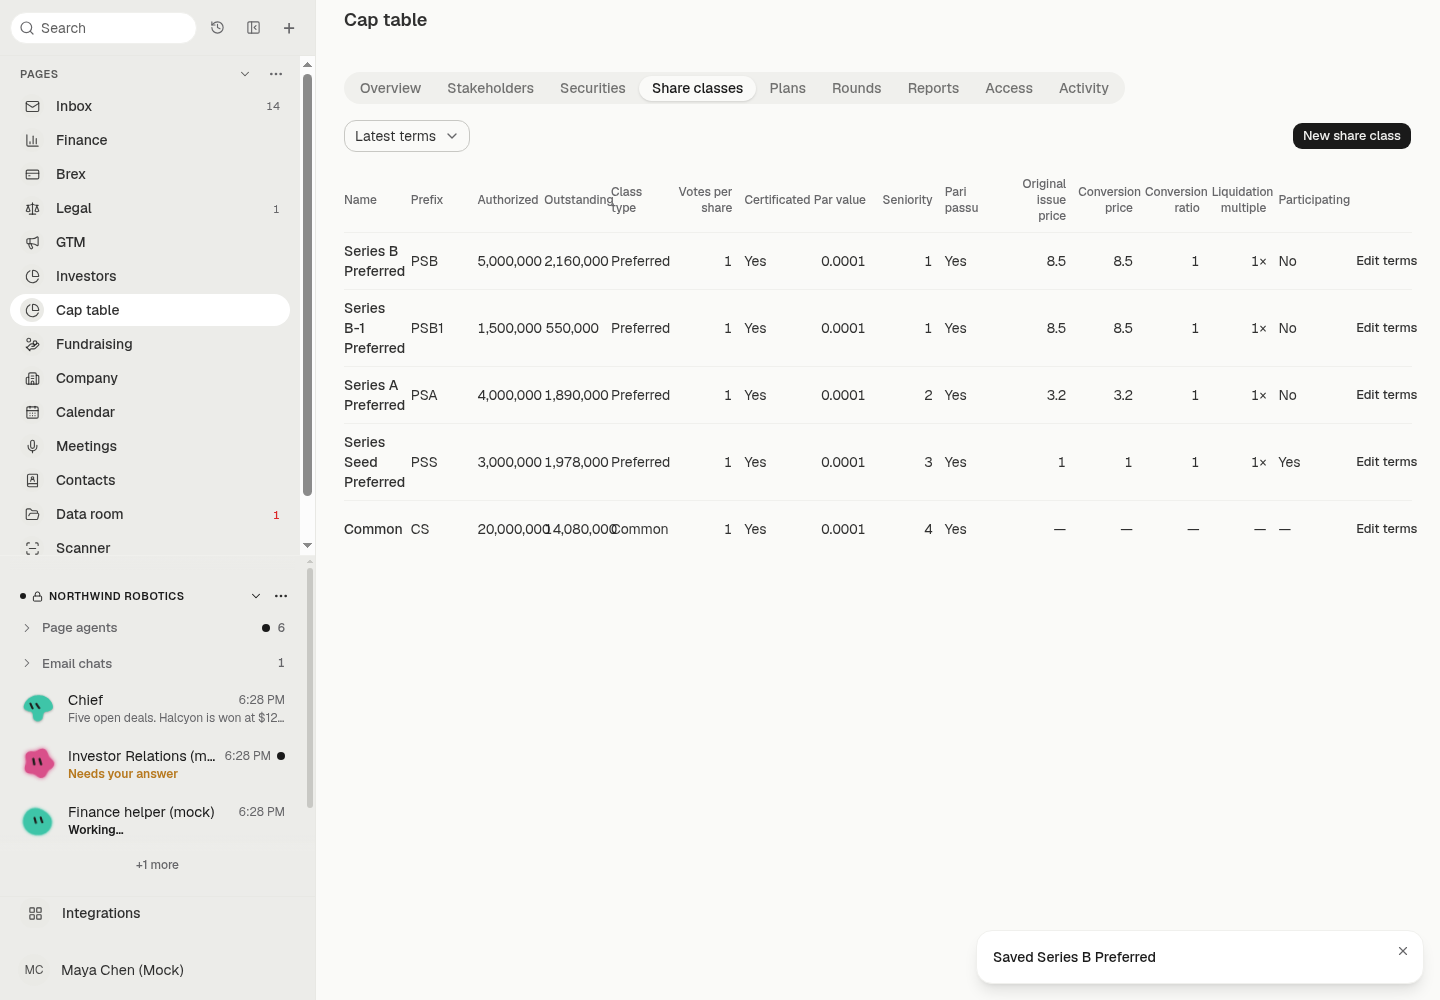 Search
PAGES
Inbox 14
Finance
Brex
Legal 1
GTM
Investors
Cap table
Fundraising
Company
Calendar
Meetings
Contacts
Data room 1
Scanner
NORTHWIND ROBOTICS
Page agents 6
Email chats 1
Chief 6:28 PM
Five open deals. Halcyon is won at $12…
Investor Relations (m… 6:28 PM
Needs your answer
Finance helper (mock) 6:28 PM
Working…
+1 more
Integrations
MC Maya Chen (Mock)
Cap table
Overview Stakeholders Securities Share classes Plans Rounds Reports Access Activity
Latest terms New share class
Name Prefix Authorized Outstanding Class type Votes per share Certificated Par value Seniority Pari passu Original issue price Conversion price Conversion ratio Liquidation multiple Participating
Series B Preferred PSB 5,000,000 2,160,000 Preferred 1 Yes 0.0001 1 Yes 8.5 8.5 1 1× No Edit terms
Series B-1 Preferred PSB1 1,500,000 550,000 Preferred 1 Yes 0.0001 1 Yes 8.5 8.5 1 1× No Edit terms
Series A Preferred PSA 4,000,000 1,890,000 Preferred 1 Yes 0.0001 2 Yes 3.2 3.2 1 1× No Edit terms
Series Seed Preferred PSS 3,000,000 1,978,000 Preferred 1 Yes 0.0001 3 Yes 1 1 1 1× Yes Edit terms
Common CS 20,000,000 14,080,000 Common 1 Yes 0.0001 4 Yes — — — — — Edit terms
Saved Series B Preferred